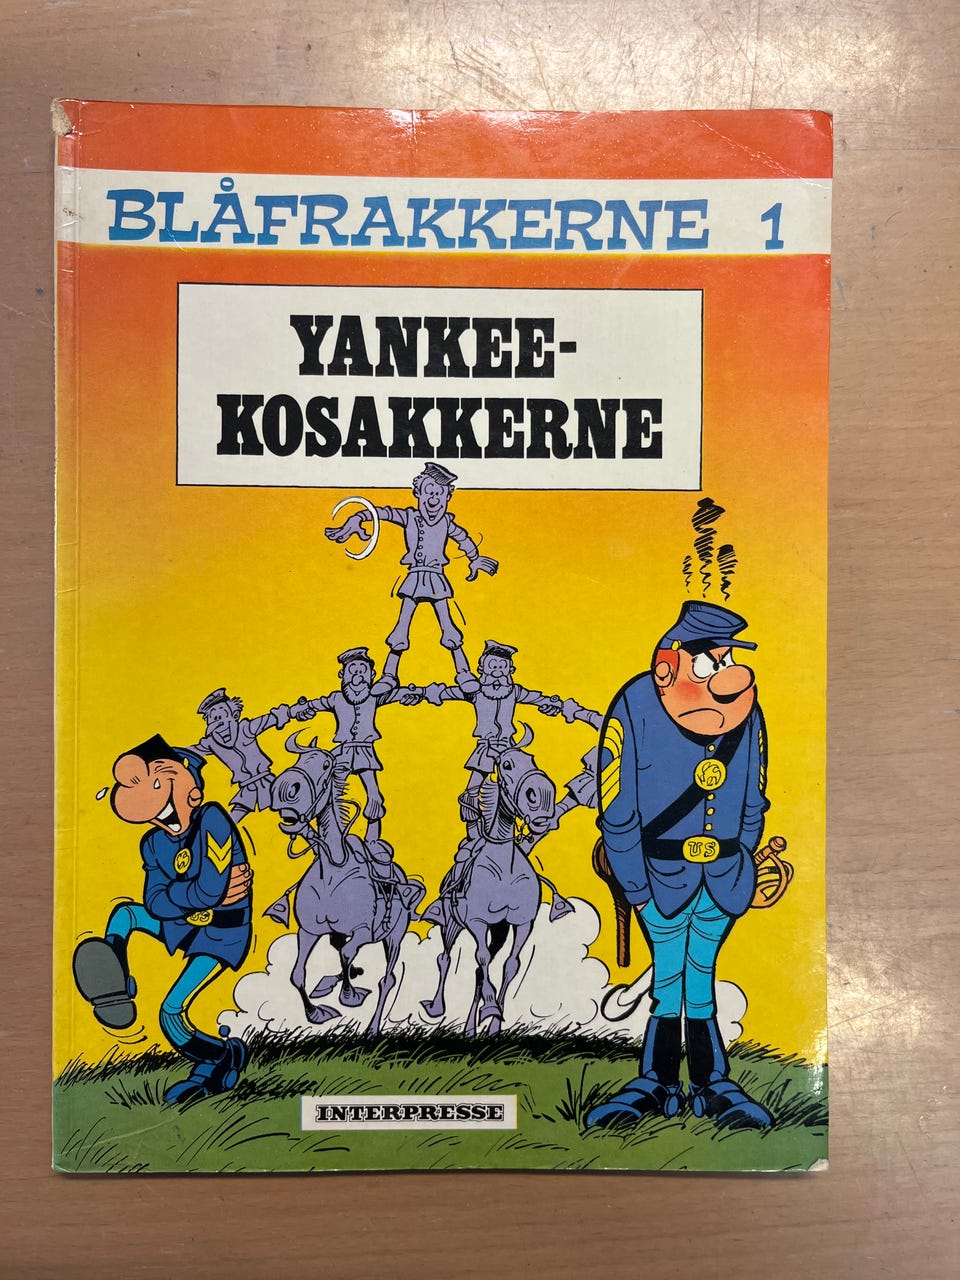 BLÅFRAKKERNE 1
YANKEE-
KOSAKKERNE
US
US
INTERPRESSE